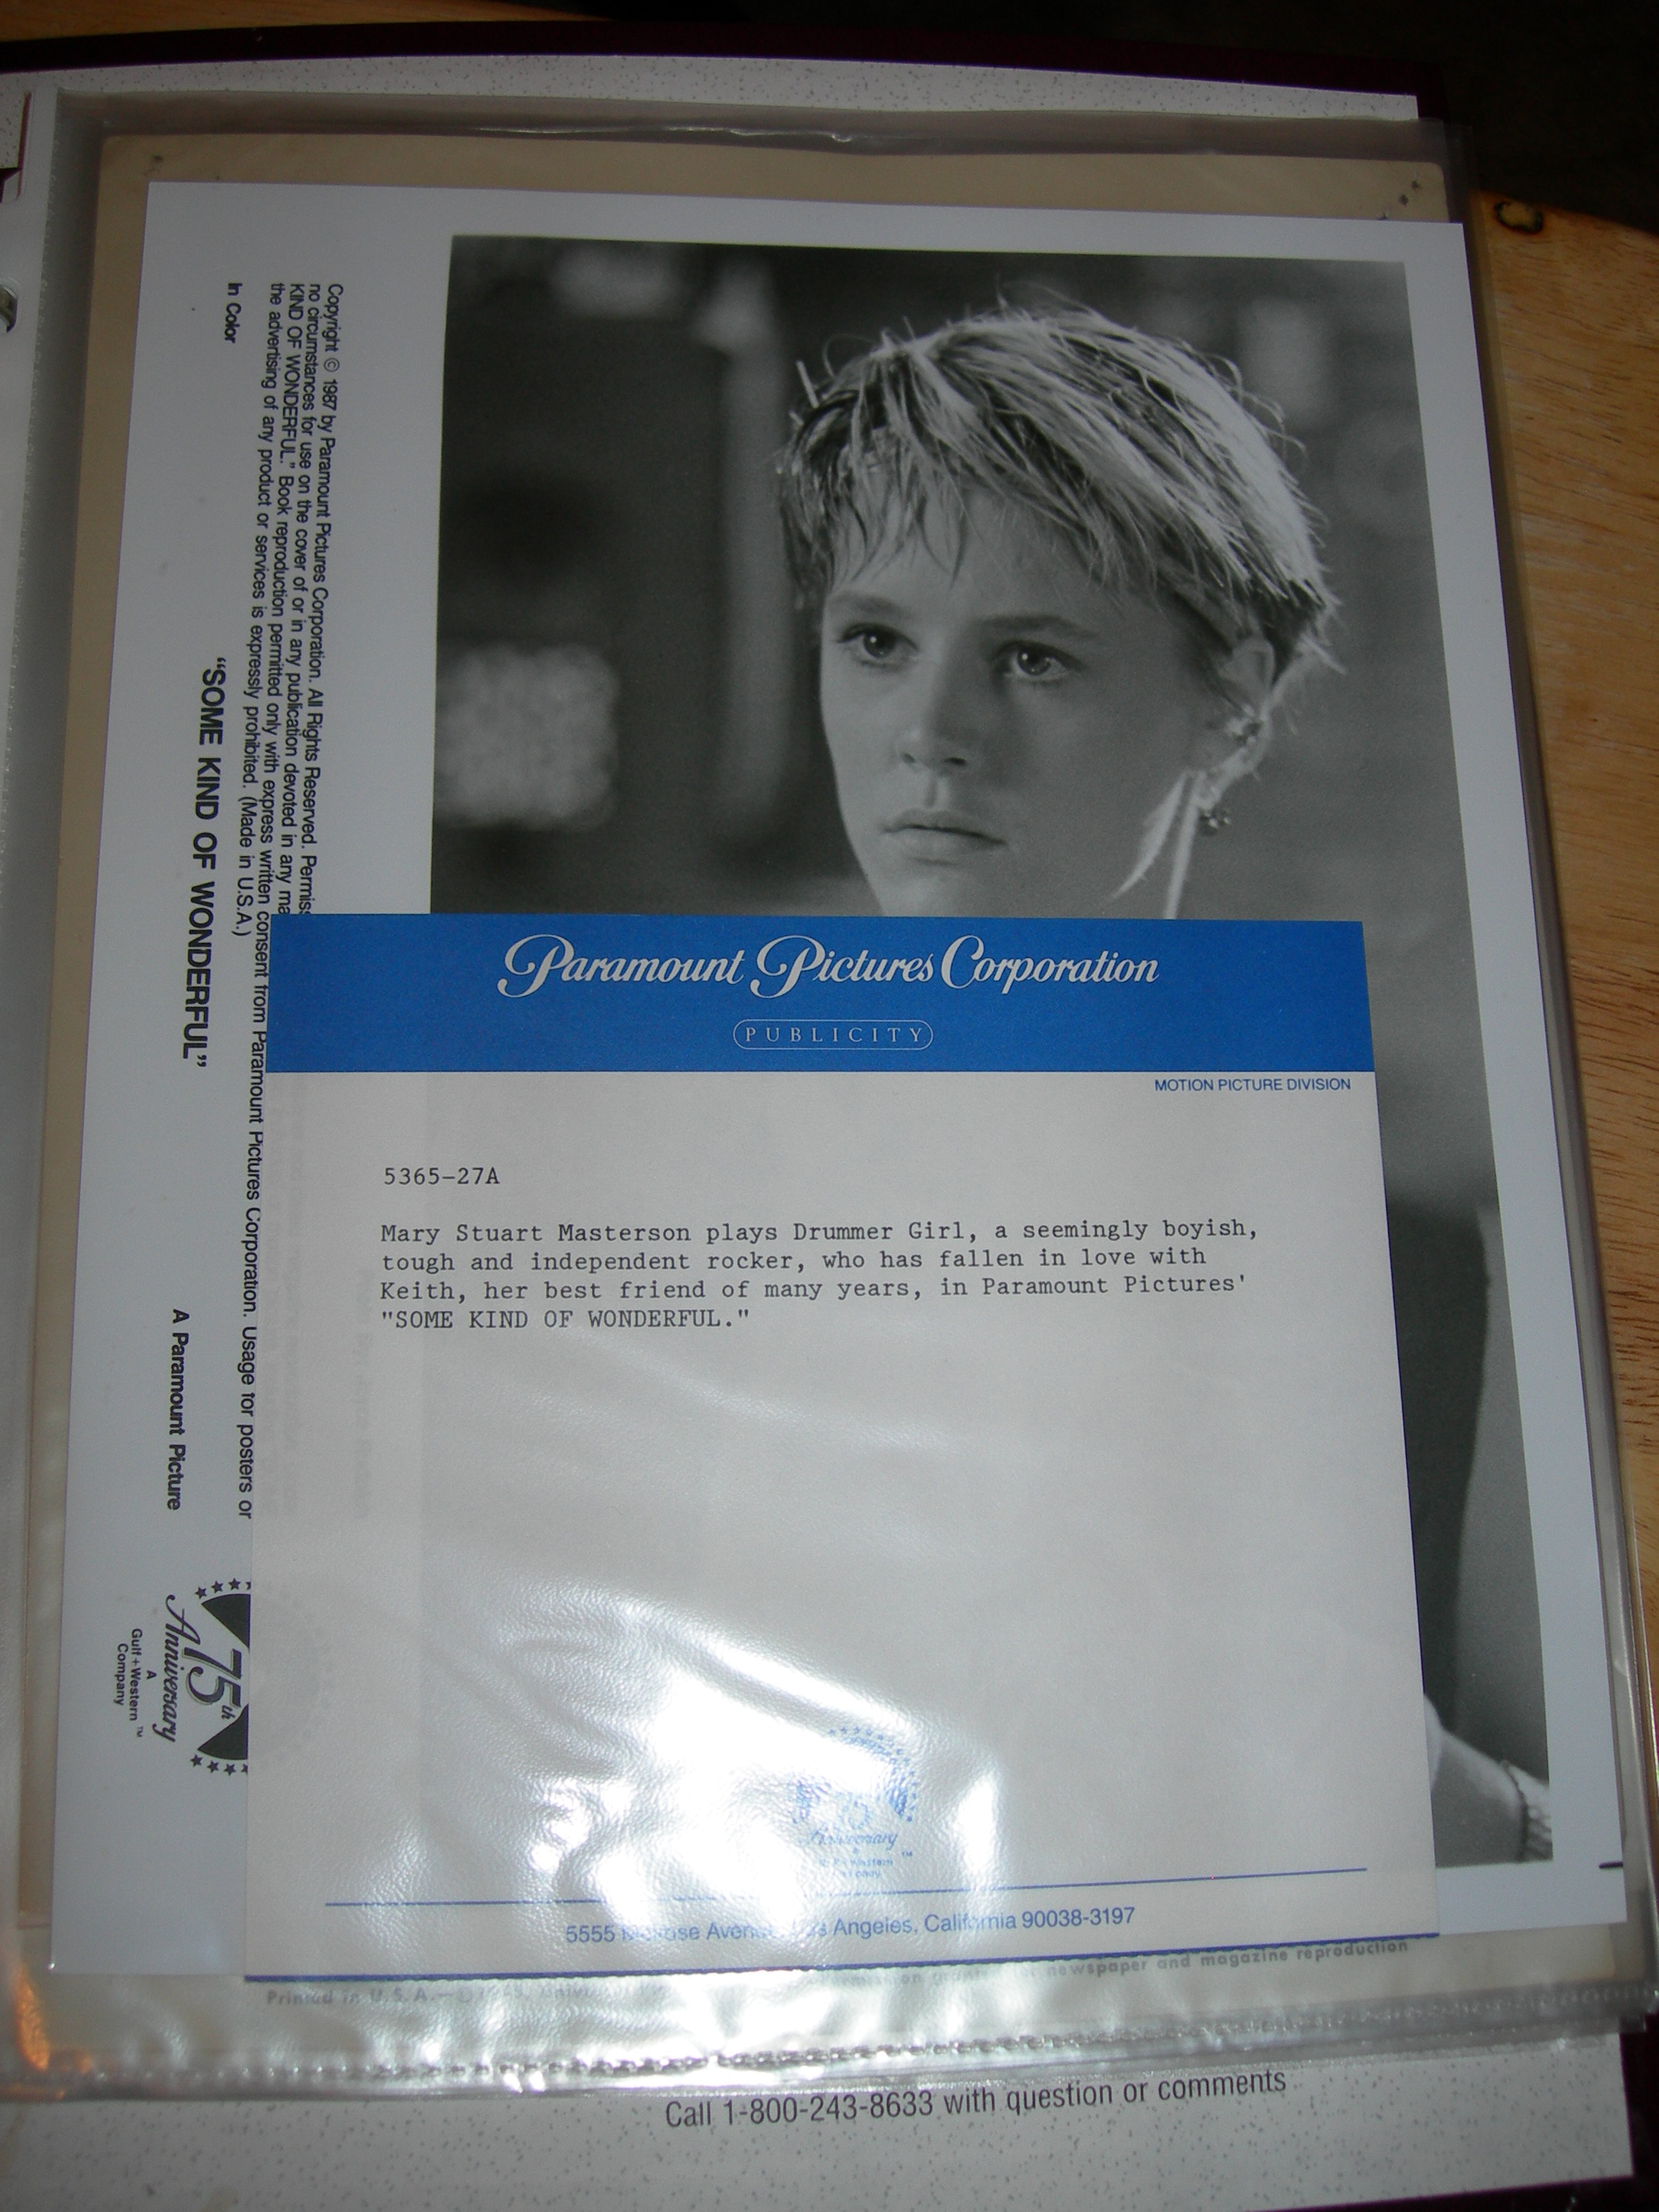 Copyright © 1987 by Paramount Pictures Corporation. All Rights Reserved. Permiss
no circumstances for use on the cover of or in any publication devoted in any ma
KIND OF WONDERFUL." Book reproduction permitted only with express written consent from Paramount Pictures Corporation. Usage for posters or
the advertising of any product or services is expressly prohibited. (Made in U.S.A.)
In Color
"SOME KIND OF WONDERFUL"
A Paramount Picture
75th
Anniversary
A
Gulf+Western ™
Company
Paramount Pictures Corporation
PUBLICITY
MOTION PICTURE DIVISION
5365-27A
Mary Stuart Masterson plays Drummer Girl, a seemingly boyish,
tough and independent rocker, who has fallen in love with
Keith, her best friend of many years, in Paramount Pictures'
"SOME KIND OF WONDERFUL."
Anniversary
™
5555 Angeles, California 90038-3197
Printed in U.S.A. newspaper and magazine reproduction
Call 1-800-243-8633 with question or comments